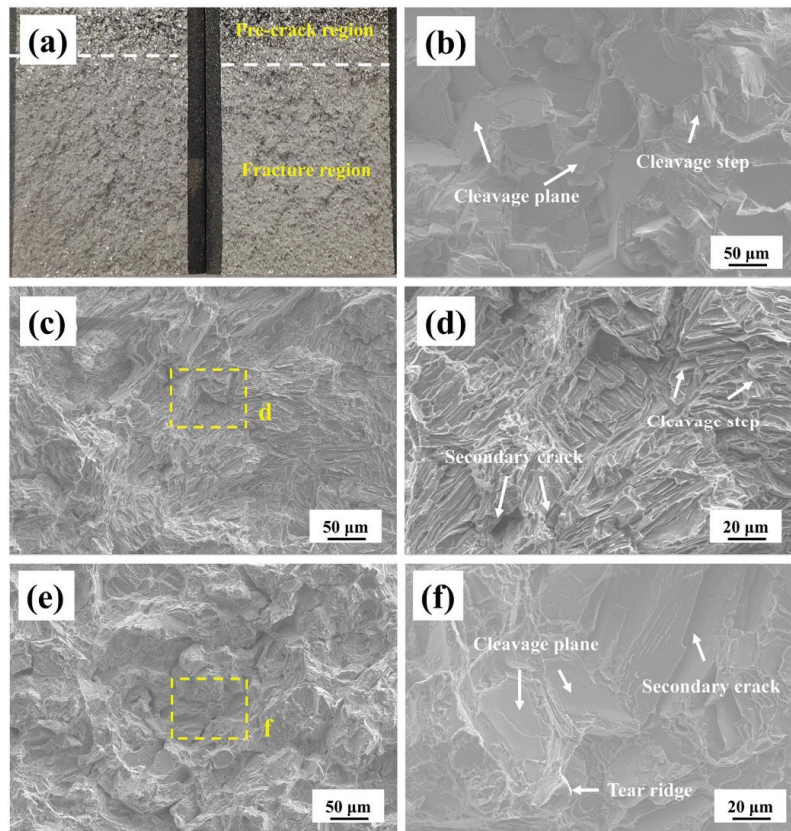 (a)
Pre-crack region
Fracture region
(b)
Cleavage plane
Cleavage step
50 μm
(c)
d
50 μm
(d)
Cleavage step
Secondary crack
20 μm
(e)
f
50 μm
(f)
Cleavage plane
Secondary crack
Tear ridge
20 μm